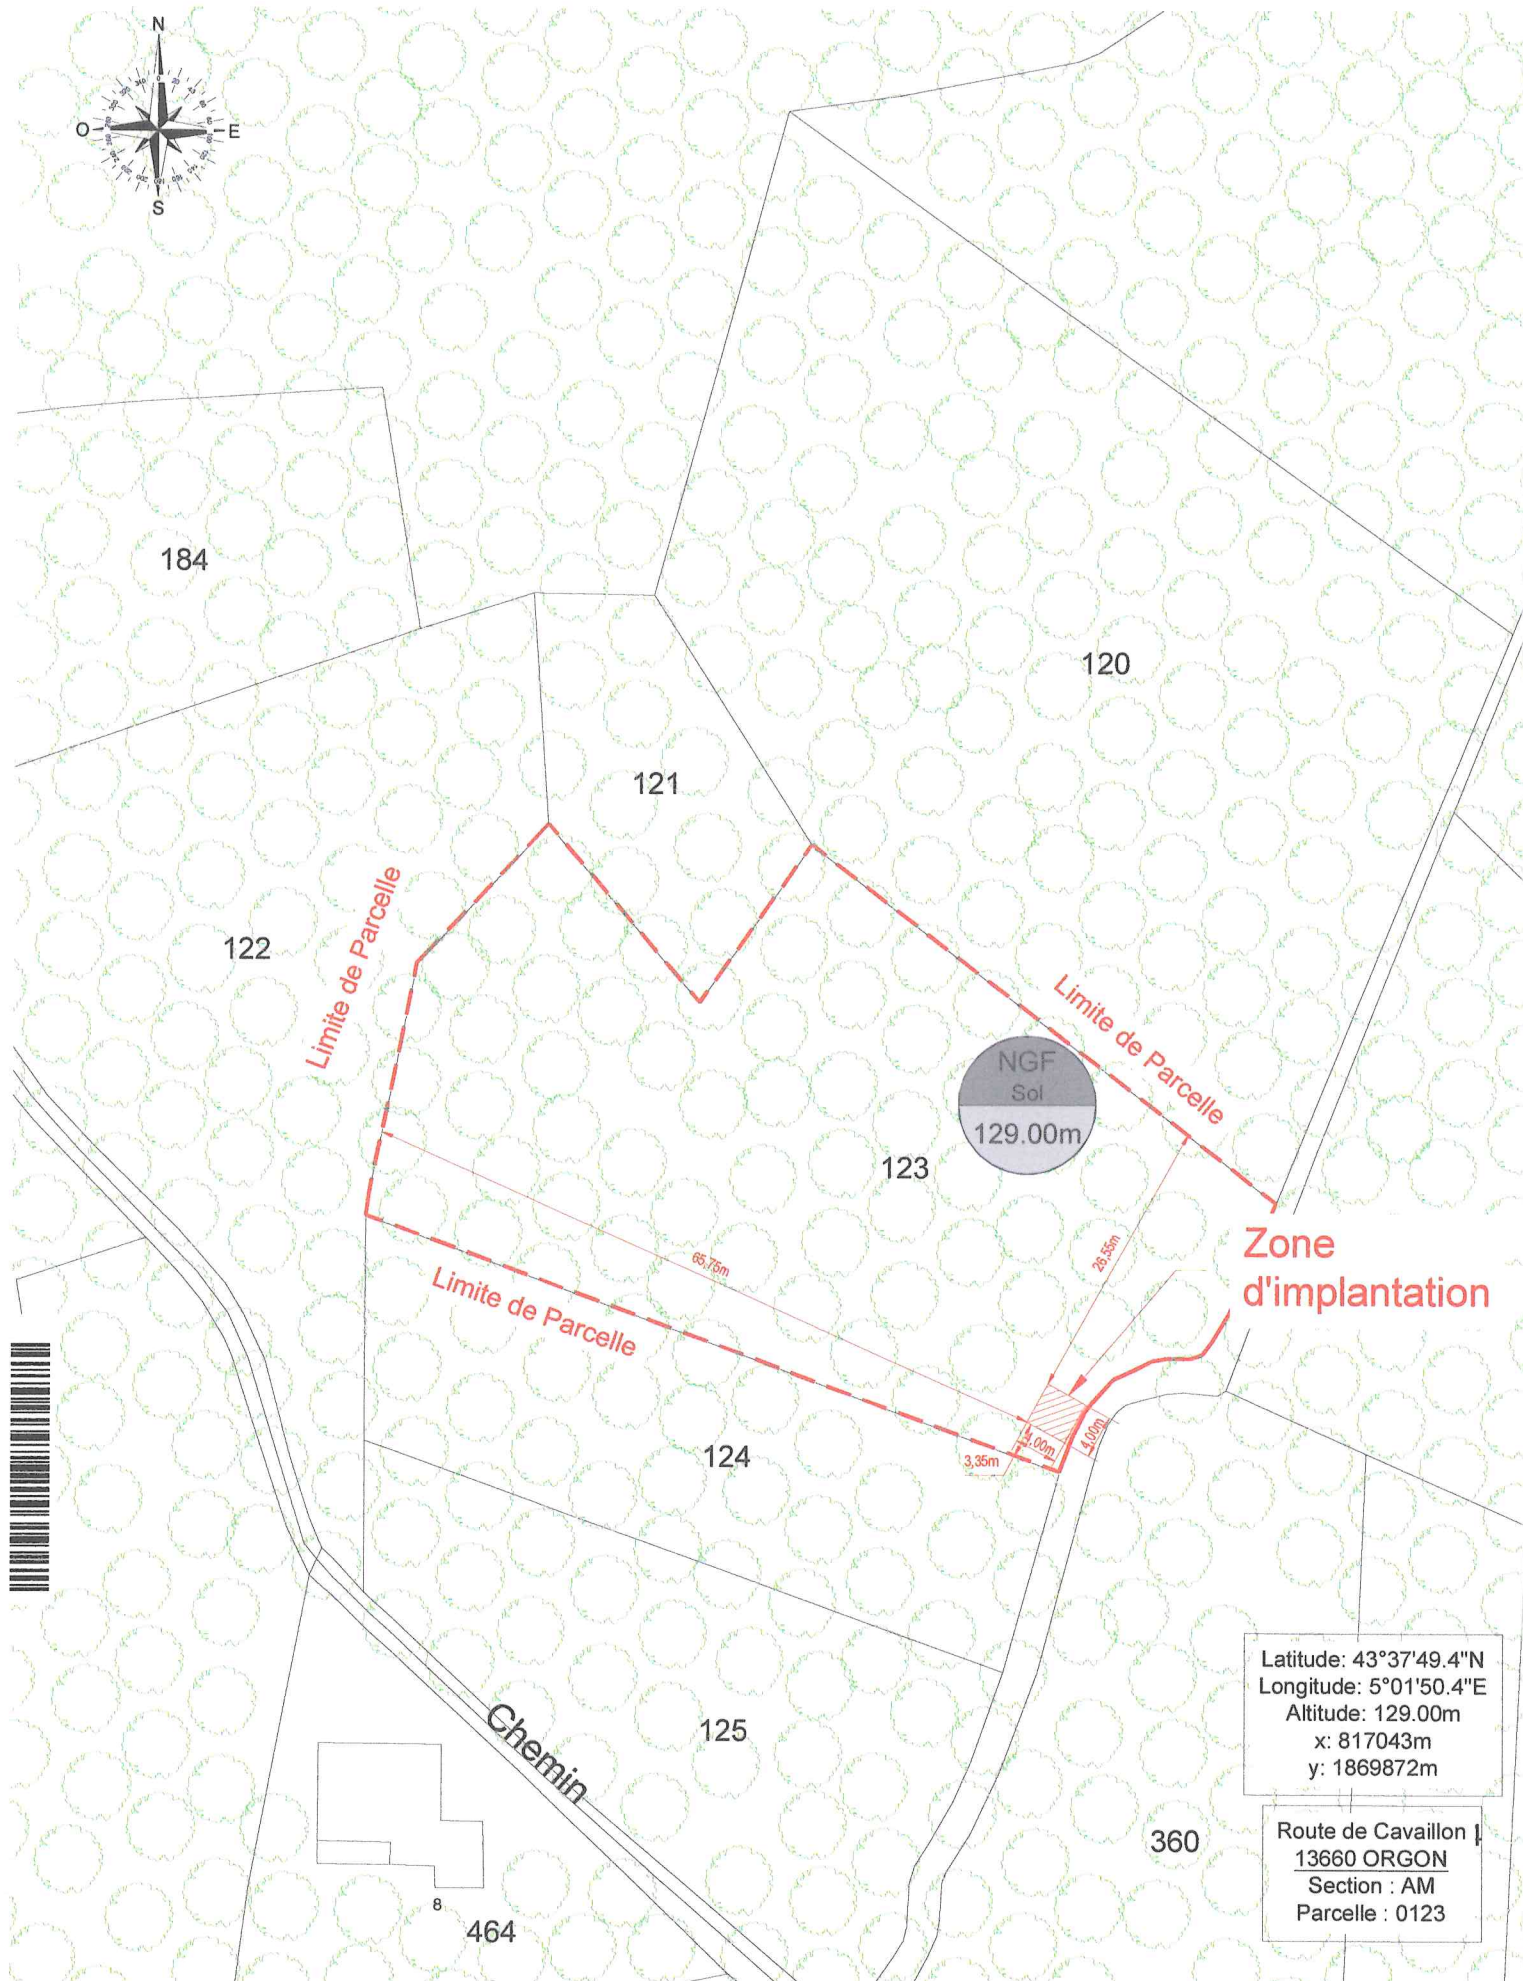 N
O
E
S
184
120
121
122
Limite de Parcelle
Limite de Parcelle
NGF
Sol
129.00m
123
Zone
d'implantation
65,75m
26,55m
Limite de Parcelle
4,00m
4,00m
3,35m
124
Chemin
125
360
8
464
Latitude: 43°37'49.4"N
Longitude: 5°01'50.4"E
Altitude: 129.00m
x: 817043m
y: 1869872m
Route de Cavaillon
13660 ORGON
Section : AM
Parcelle : 0123